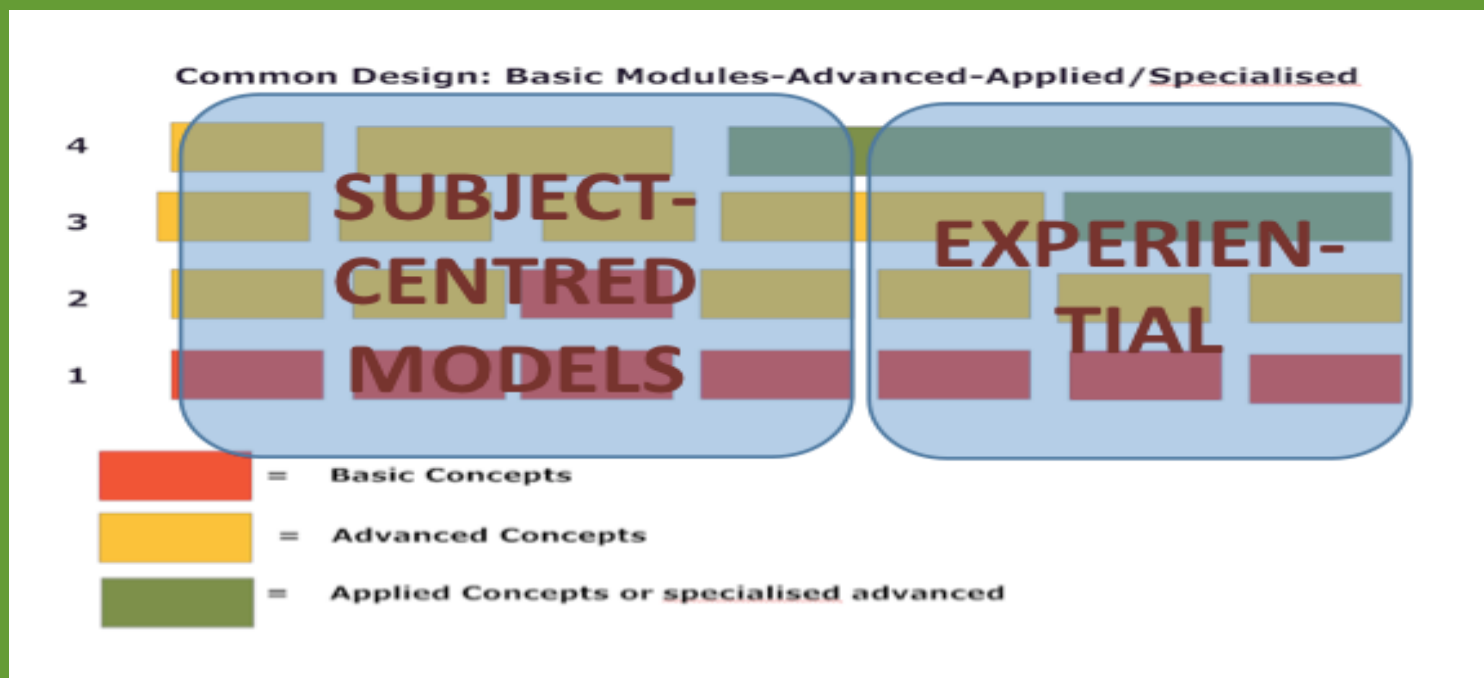 Common Design: Basic Modules-Advanced-Applied/Specialised
4
SUBJECT-
3
EXPERIEN-
CENTRED
2
TIAL
MODELS
1
= Basic Concepts
= Advanced Concepts
= Applied Concepts or specialised advanced